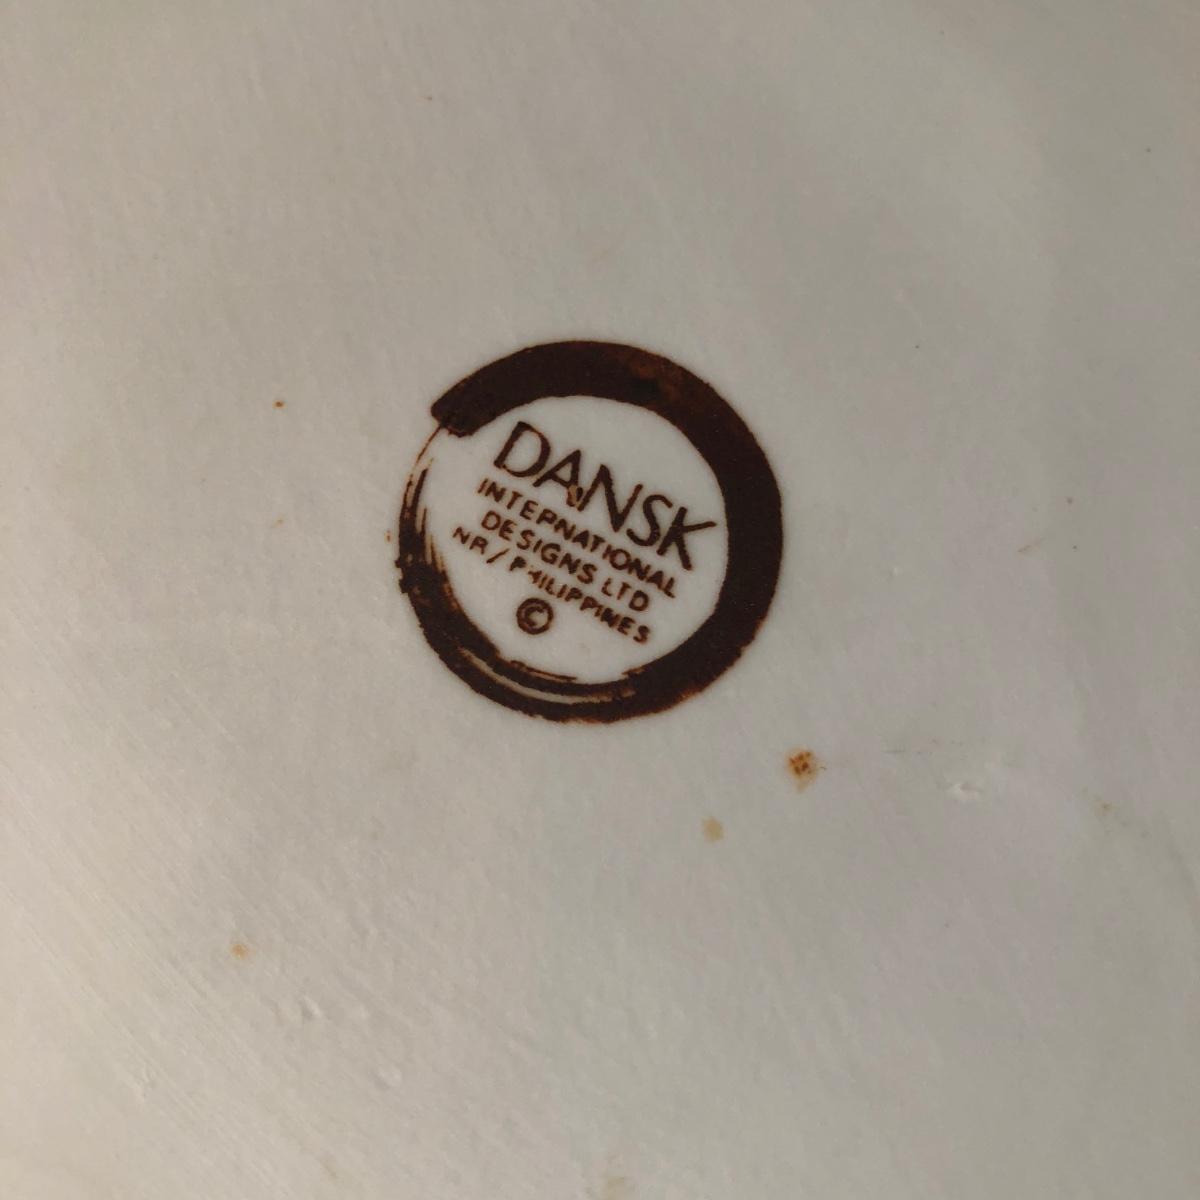 DANSK
INTERNATIONAL
DESIGNS LTD
NR/PHILIPPINES
©